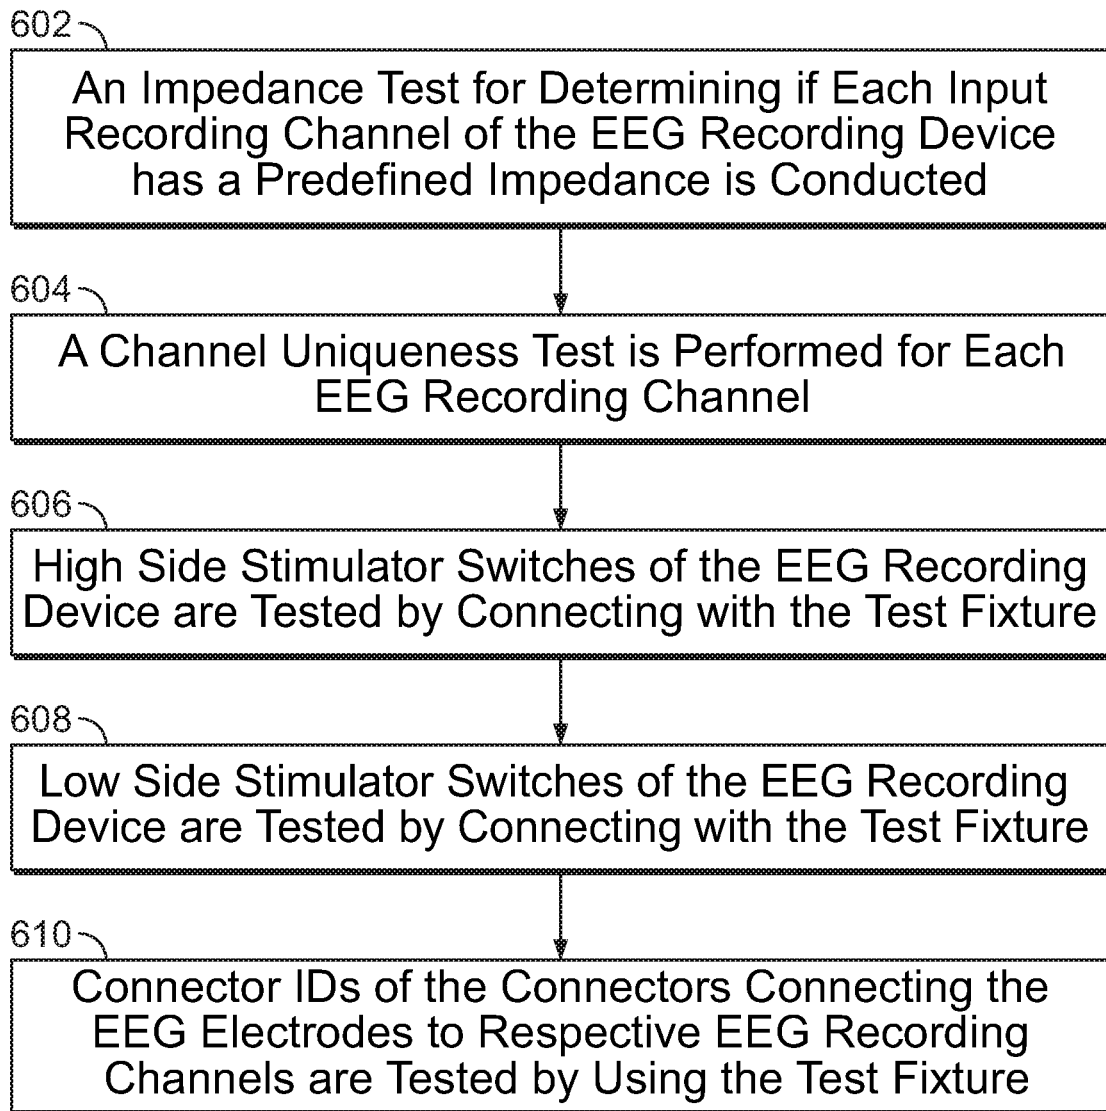 602
An Impedance Test for Determining if Each Input
Recording Channel of the EEG Recording Device
has a Predefined Impedance is Conducted
604
A Channel Uniqueness Test is Performed for Each
EEG Recording Channel
606
High Side Stimulator Switches of the EEG Recording
Device are Tested by Connecting with the Test Fixture
608
Low Side Stimulator Switches of the EEG Recording
Device are Tested by Connecting with the Test Fixture
610
Connector IDs of the Connectors Connecting the
EEG Electrodes to Respective EEG Recording
Channels are Tested by Using the Test Fixture